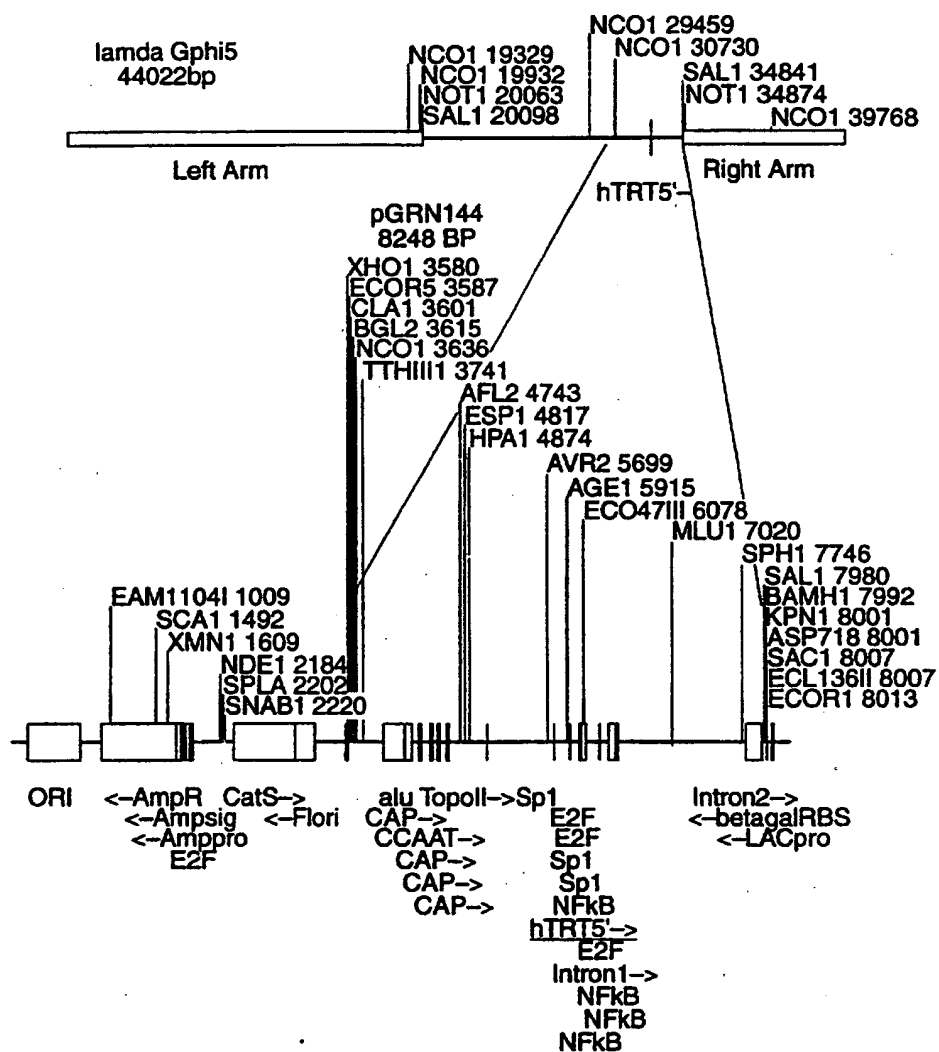 lamda Gphi5
44022bp
NCO1 19329
NCO1 19932
NOT1 20063
SAL1 20098
NCO1 29459
NCO1 30730
SAL1 34841
NOT1 34874
NCO1 39768
Left Arm
Right Arm
hTRT5'
pGRN144
8248 BP
XHO1 3580
ECOR5 3587
CLA1 3601
BGL2 3615
NCO1 3636
TTHIII1 3741
AFL2 4743
ESP1 4817
HPA1 4874
AVR2 5699
AGE1 5915
ECO47III 6078
MLU1 7020
SPH1 7746
SAL1 7980
BAMH1 7992
KPN1 8001
ASP718 8001
SAC1 8007
ECL136II 8007
ECOR1 8013
EAM1104I 1009
SCA1 1492
XMN1 1609
NDE1 2184
SPLA 2202
SNAB1 2220
ORI <-AmpR CatS-> alu TopoII->Sp1 Intron2->
<-Ampsig <-Flori CAP-> E2F <-betagalRBS
<-Amppro CCAAT-> E2F <-LACpro
E2F CAP-> Sp1
CAP-> Sp1
CAP-> NFkB
hTRT5'->
E2F
Intron1->
NFkB
NFkB
NFkB